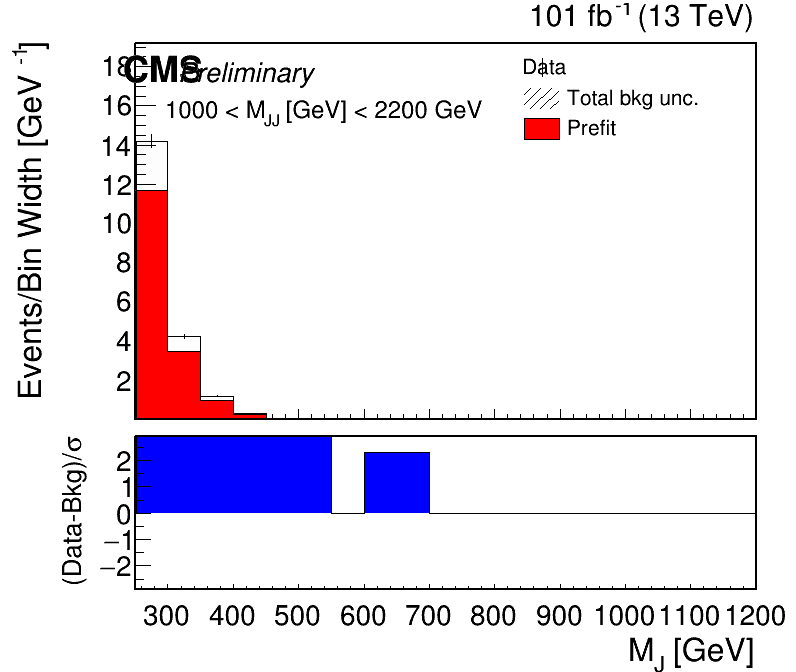 101 fb⁻¹ (13 TeV)
CMS Preliminary
1000 < M_JJ [GeV] < 2200 GeV
Data
Total bkg unc.
Prefit
Events/Bin Width [GeV⁻¹]
18
16
14
12
10
8
6
4
2
(Data-Bkg)/σ
2
1
0
−1
−2
300 400 500 600 700 800 900 1000 1100 1200
M_J [GeV]